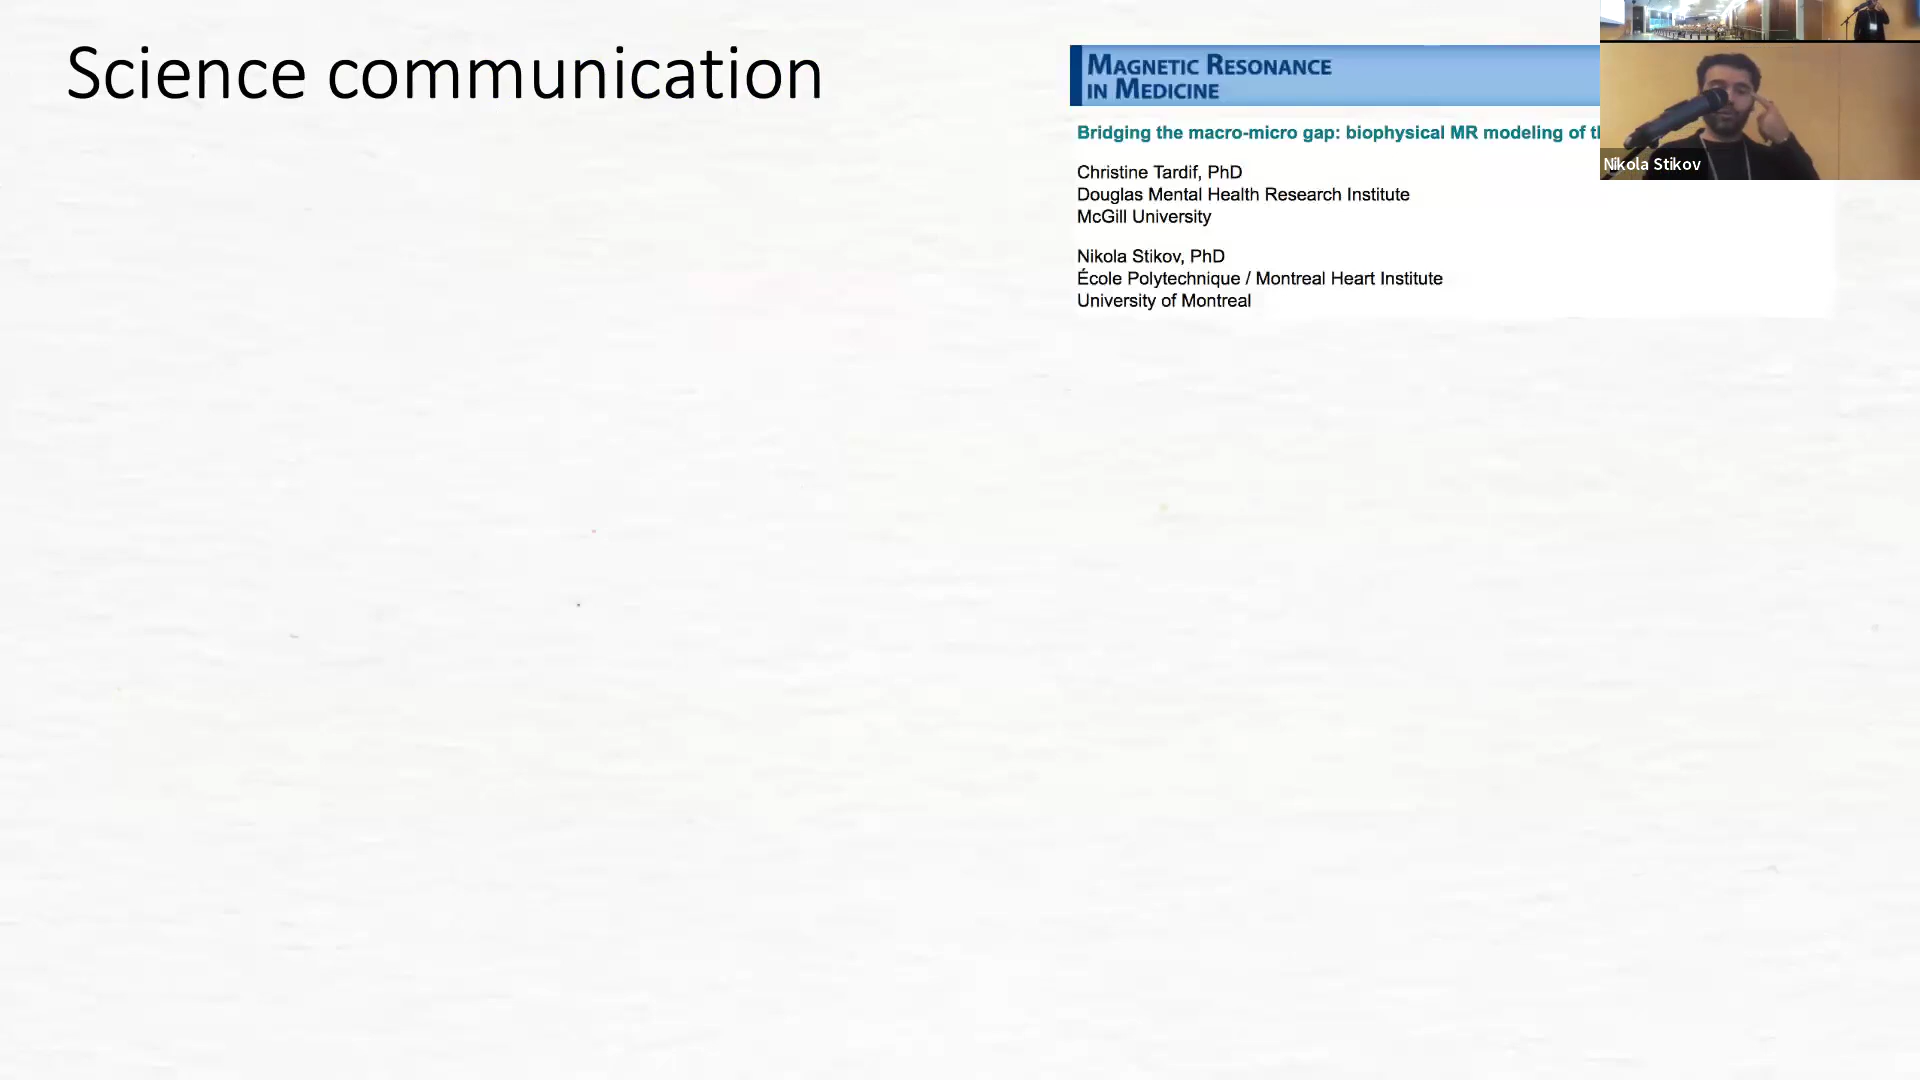 Science communication
MAGNETIC RESONANCE
IN MEDICINE
Bridging the macro-micro gap: biophysical MR modeling of
Christine Tardif, PhD
Douglas Mental Health Research Institute
McGill University
Nikola Stikov, PhD
École Polytechnique / Montreal Heart Institute
University of Montreal
Nikola Stikov